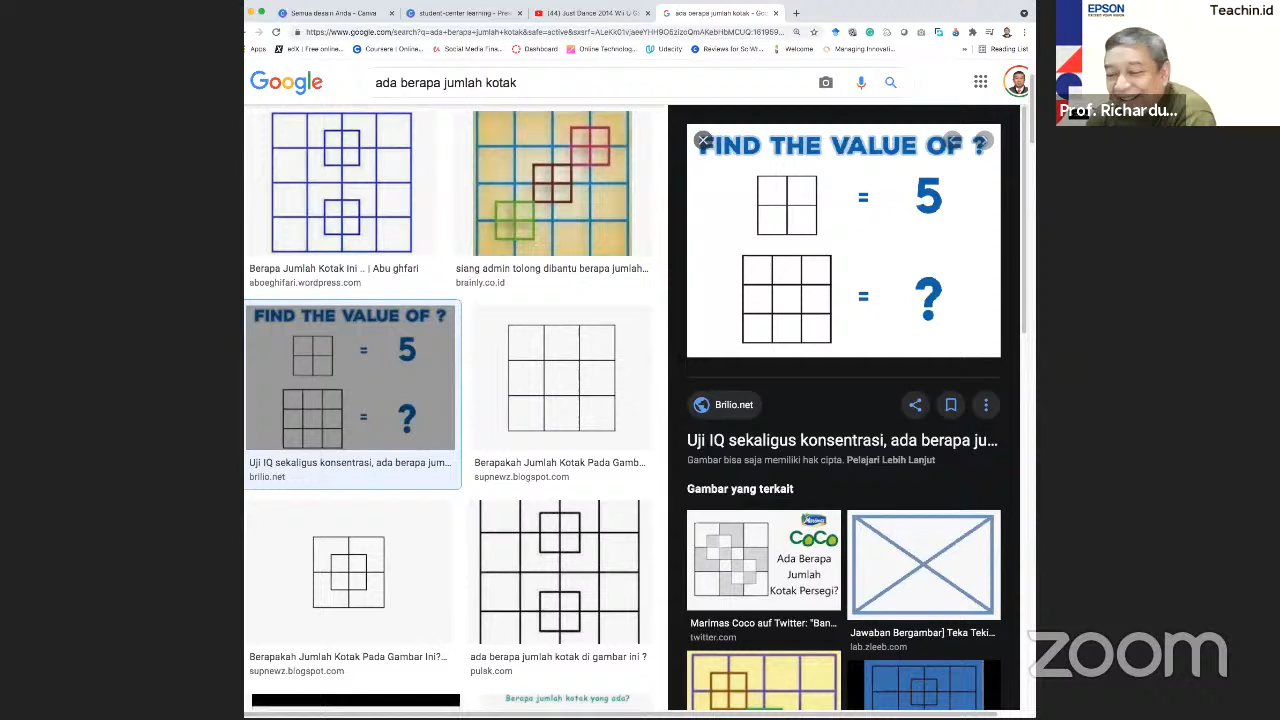 Semua desain Anda - Canva
(44) Just Dance 2014 Wii U G
ada berapa jumlah kotak - Goo
EPSON
Teachin.id
Apps
edX | Free online...
Coursera | Online...
Social Media Fina...
Dashboard
Online Technolog...
Udacity
Reviews for Sc Wr...
Welcome
Managing Innovati...
Reading List
Google
ada berapa jumlah kotak
Prof. Richardu...
FIND THE VALUE OF ?
= 5
= ?
Berapa Jumlah Kotak Ini .. | Abu ghfari
aboeghifari.wordpress.com
siang admin tolong dibantu berapa jumlah...
brainly.co.id
FIND THE VALUE OF ?
= 5
= ?
Uji IQ sekaligus konsentrasi, ada berapa jum...
brilio.net
Berapakah Jumlah Kotak Pada Gamb...
supnewz.blogspot.com
Brilio.net
Uji IQ sekaligus konsentrasi, ada berapa ju...
Gambar bisa saja memiliki hak cipta. Pelajari Lebih Lanjut
Gambar yang terkait
Marimas
COCO
Ada Berapa
Jumlah
Kotak Persegi?
Marimas Coco auf Twitter: "Ban...
twitter.com
Jawaban Bergambar] Teka Teki...
lab.zleeb.com
Berapakah Jumlah Kotak Pada Gambar Ini?...
supnewz.blogspot.com
ada berapa jumlah kotak di gambar ini ?
pulsk.com
Berapa jumlah kotak yang ada?
zoom